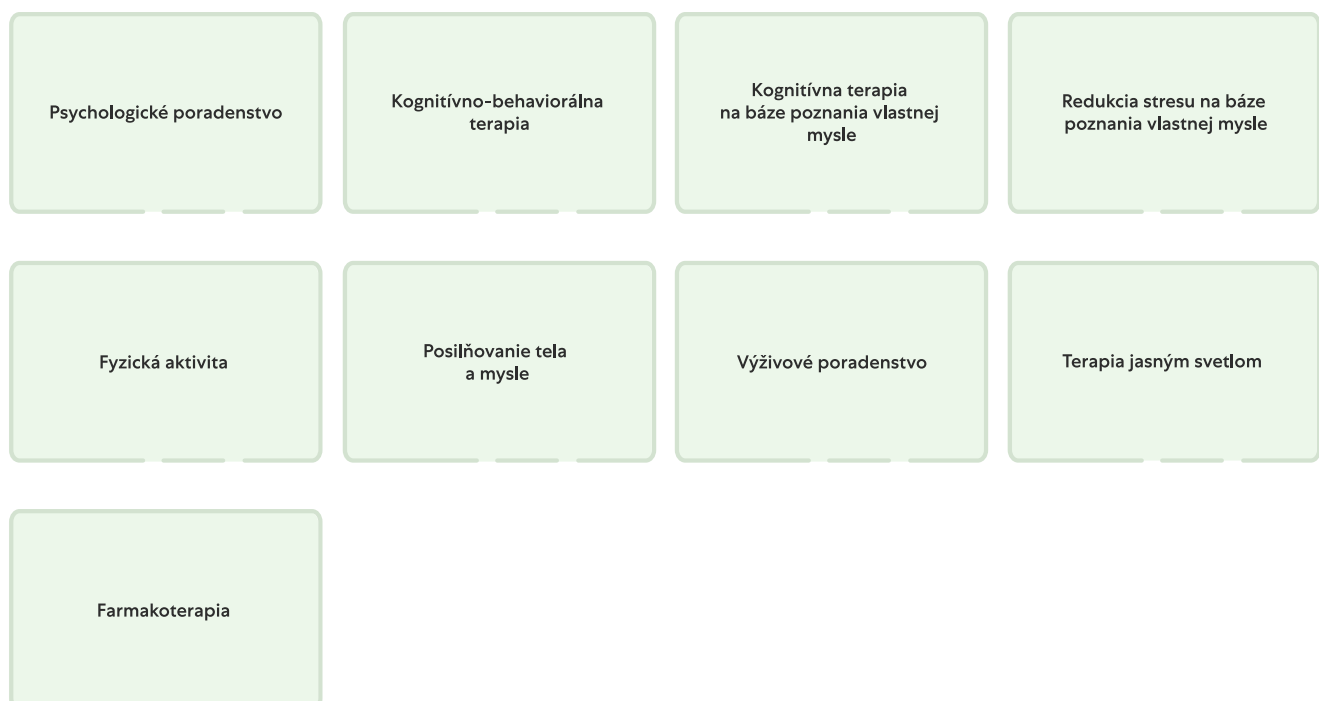 Psychologické poradenstvo
Kognitívno-behaviorálna
terapia
Kognitívna terapia
na báze poznania vlastnej
mysle
Redukcia stresu na báze
poznania vlastnej mysle
Fyzická aktivita
Posilňovanie tela
a mysle
Výživové poradenstvo
Terapia jasným svetlom
Farmakoterapia